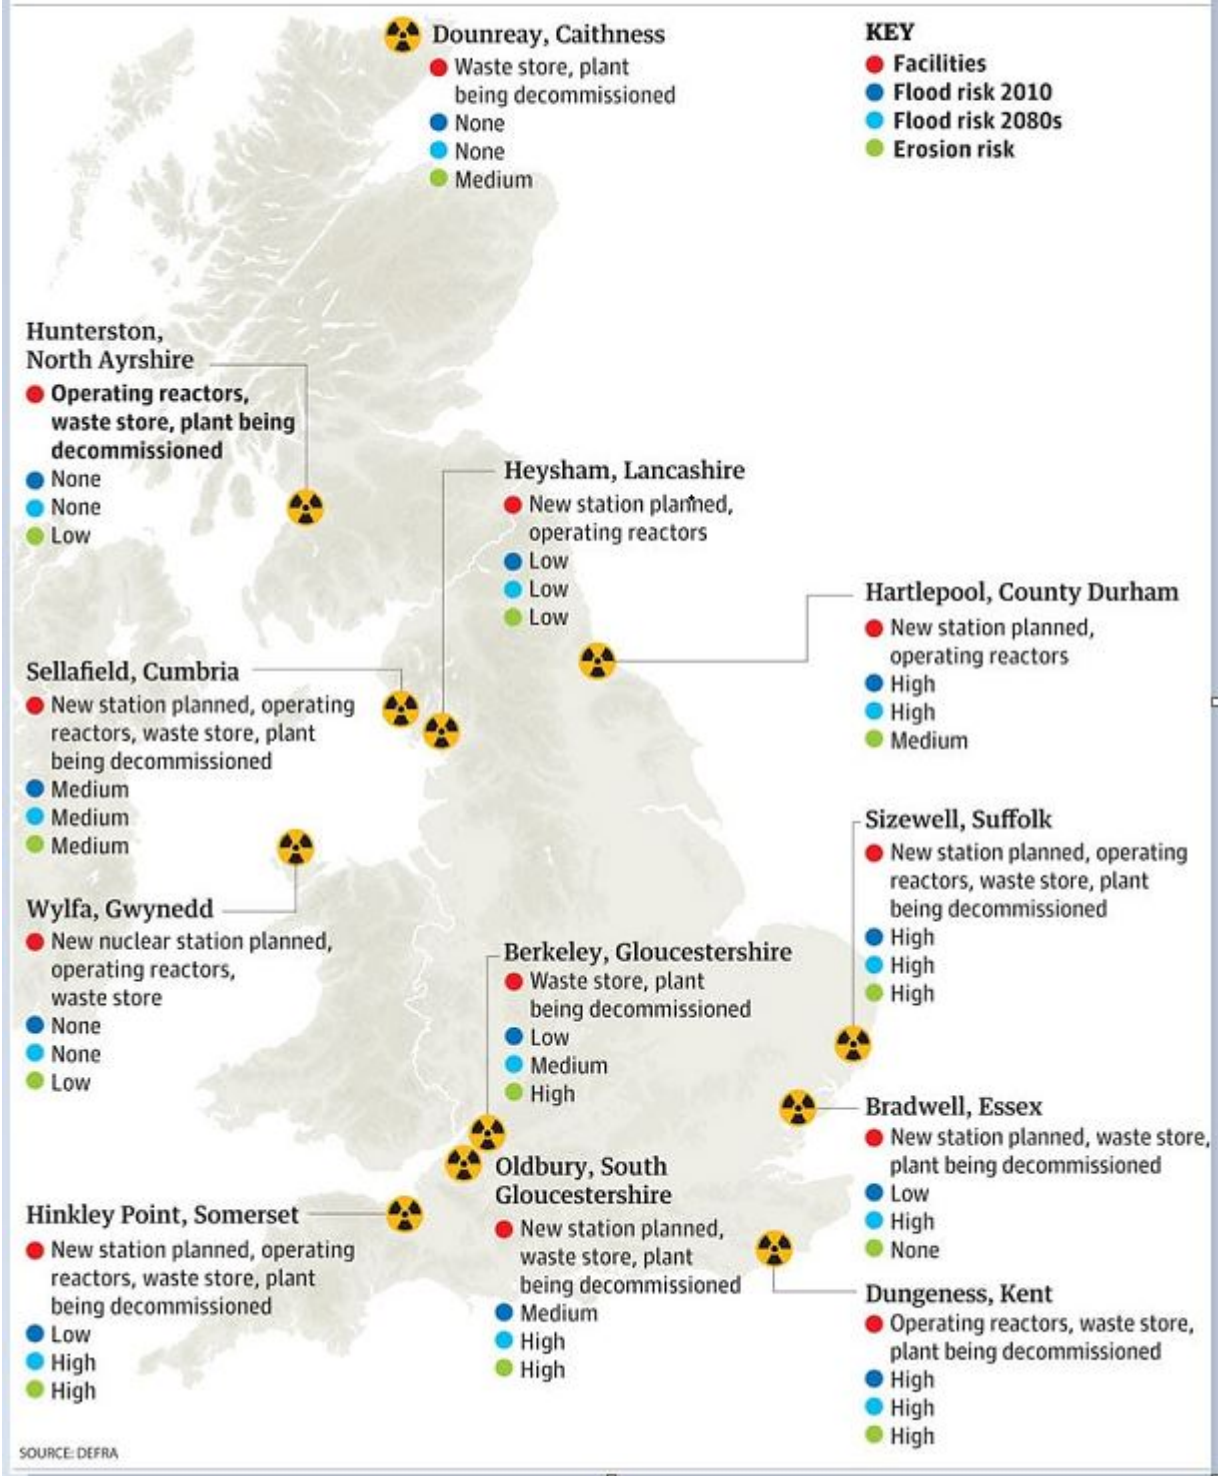 Dounreay, Caithness
Waste store, plant
being decommissioned
None
None
Medium
KEY
Facilities
Flood risk 2010
Flood risk 2080s
Erosion risk
Hunterston,
North Ayrshire
Operating reactors,
waste store, plant being
decommissioned
None
None
Low
Heysham, Lancashire
New station planned,
operating reactors
Low
Low
Low
Hartlepool, County Durham
New station planned,
operating reactors
High
High
Medium
Sellafield, Cumbria
New station planned, operating
reactors, waste store, plant
being decommissioned
Medium
Medium
Medium
Sizewell, Suffolk
New station planned, operating
reactors, waste store, plant
being decommissioned
High
High
High
Wylfa, Gwynedd
New nuclear station planned,
operating reactors,
waste store
None
None
Low
Berkeley, Gloucestershire
Waste store, plant
being decommissioned
Low
Medium
High
Bradwell, Essex
New station planned, waste store,
plant being decommissioned
Low
High
None
Oldbury, South
Gloucestershire
New station planned,
waste store, plant
being decommissioned
Medium
High
High
Hinkley Point, Somerset
New station planned, operating
reactors, waste store, plant
being decommissioned
Low
High
High
Dungeness, Kent
Operating reactors, waste store,
plant being decommissioned
High
High
High
SOURCE: DEFRA